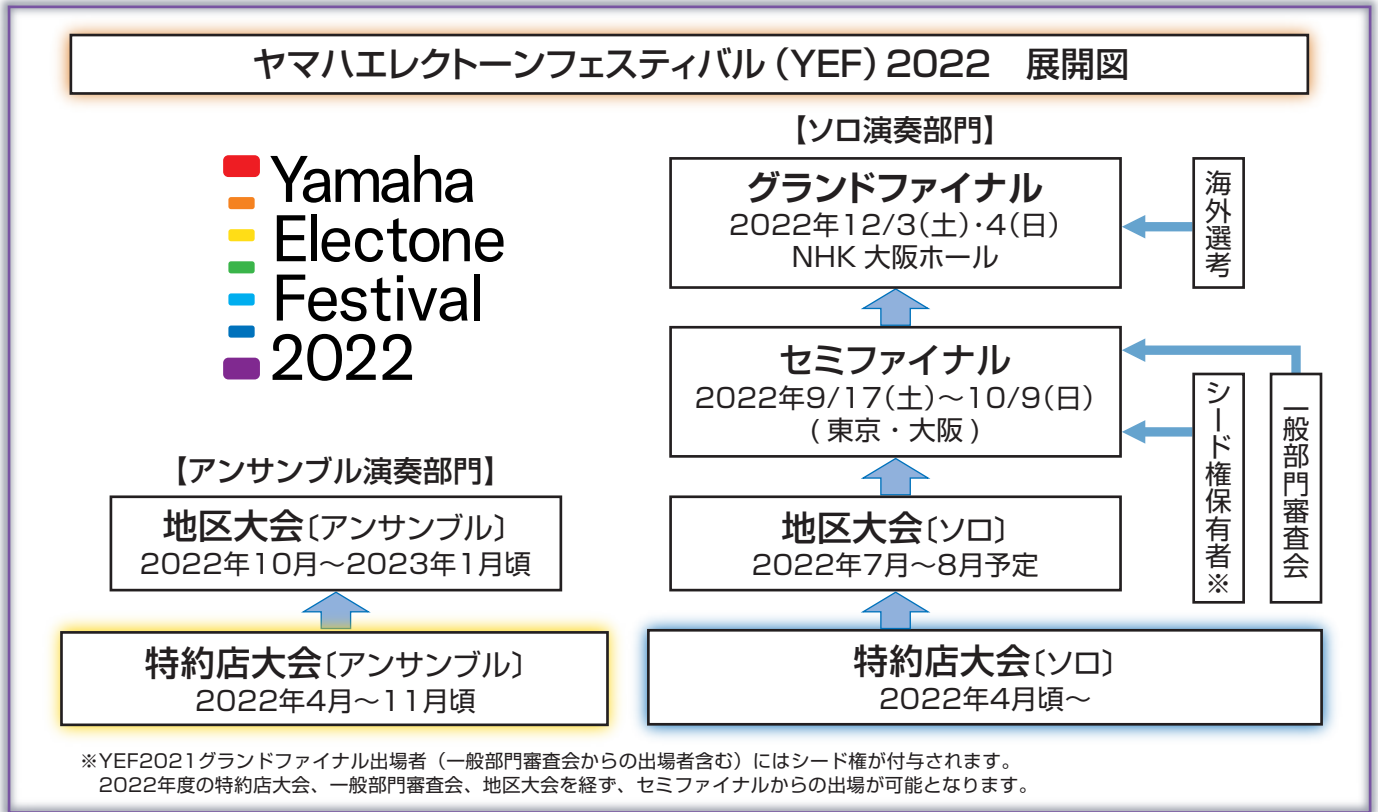 ヤマハエレクトーンフェスティバル(YEF)2022　展開図
Yamaha
Electone
Festival
2022
【ソロ演奏部門】
グランドファイナル
2022年12/3(土)・4(日)
NHK 大阪ホール
海外選考
セミファイナル
2022年9/17(土)～10/9(日)
( 東京・大阪 )
シード権保有者※
一般部門審査会
【アンサンブル演奏部門】
地区大会〔アンサンブル〕
2022年10月～2023年1月頃
地区大会〔ソロ〕
2022年7月～8月予定
特約店大会〔アンサンブル〕
2022年4月～11月頃
特約店大会〔ソロ〕
2022年4月頃～
※YEF2021グランドファイナル出場者（一般部門審査会からの出場者含む）にはシード権が付与されます。
2022年度の特約店大会、一般部門審査会、地区大会を経ず、セミファイナルからの出場が可能となります。